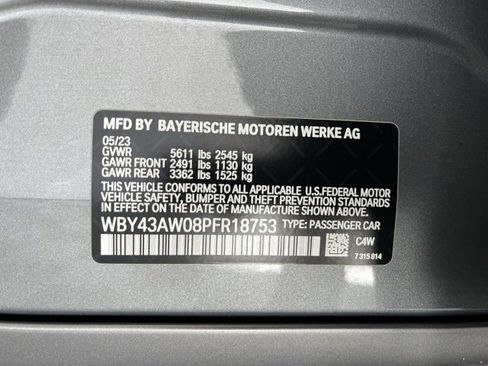 MFD BY BAYERISCHE MOTOREN WERKE AG
05/23
GVWR 5611 lbs 2545 kg
GAWR FRONT 2491 lbs 1130 kg
GAWR REAR 3362 lbs 1525 kg
THIS VEHICLE CONFORMS TO ALL APPLICABLE U.S.FEDERAL MOTOR
VEHICLE SAFETY, BUMPER AND THEFT PREVENTION STANDARDS IN
EFFECT ON THE DATE OF MANUFACTURE SHOWN ABOVE.
WBY43AW08PFR18753 TYPE: PASSENGER CAR
C4W
7 315 814